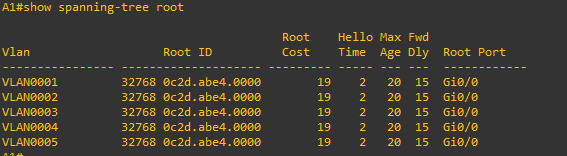 A1#show spanning-tree root
Root Hello Max Fwd
Vlan Root ID Cost Time Age Dly Root Port
---------------- -------------------- --------- ----- --- --- ------------
VLAN0001 32768 0c2d.abe4.0000 19 2 20 15 Gi0/0
VLAN0002 32768 0c2d.abe4.0000 19 2 20 15 Gi0/0
VLAN0003 32768 0c2d.abe4.0000 19 2 20 15 Gi0/0
VLAN0004 32768 0c2d.abe4.0000 19 2 20 15 Gi0/0
VLAN0005 32768 0c2d.abe4.0000 19 2 20 15 Gi0/0
A1#